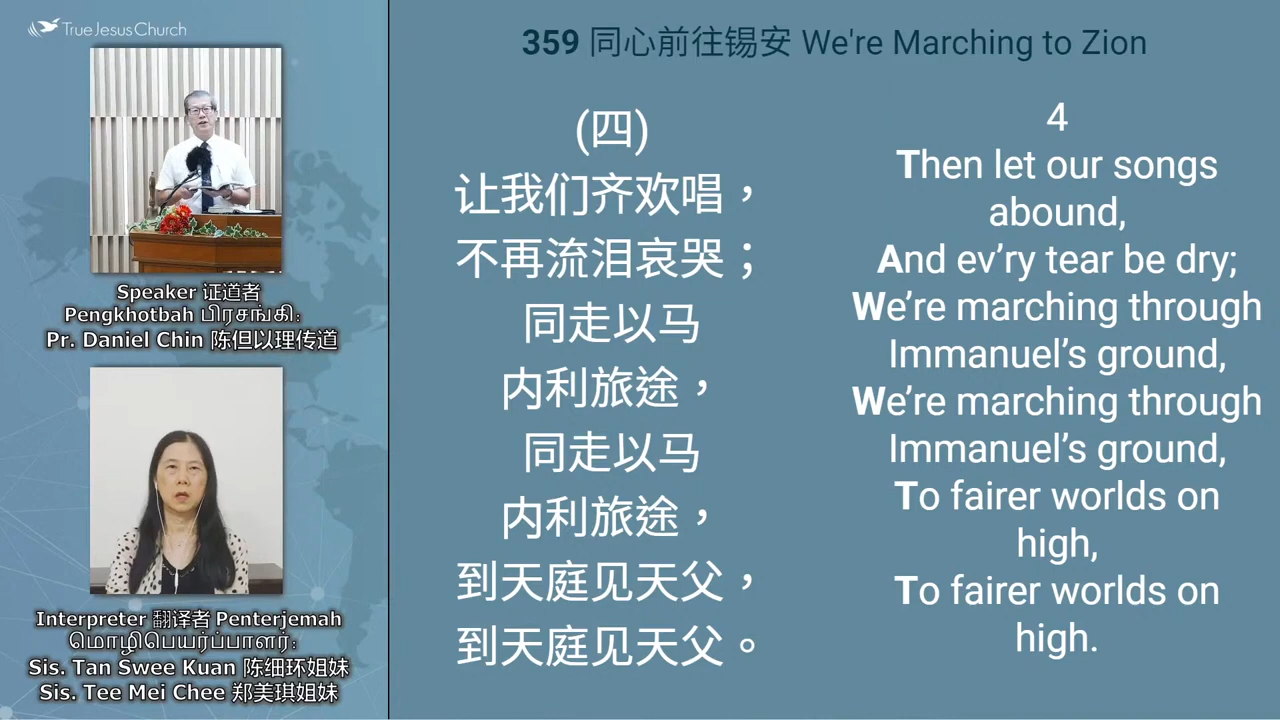 True Jesus Church
Speaker 证道者
Pengkhotbah பிரசங்கி:
Pr. Daniel Chin 陈但以理传道
Interpreter 翻译者 Penterjemah
மொழிபெயர்ப்பாளர்:
Sis. Tan Swee Kuan 陈细环姐妹
Sis. Tee Mei Chee 郑美琪姐妹
359 同心前往锡安 We're Marching to Zion
(四)
让我们齐欢唱，
不再流泪哀哭；
同走以马
内利旅途，
同走以马
内利旅途，
到天庭见天父，
到天庭见天父。
4
Then let our songs
abound,
And ev’ry tear be dry;
We’re marching through
Immanuel’s ground,
We’re marching through
Immanuel’s ground,
To fairer worlds on
high,
To fairer worlds on
high.